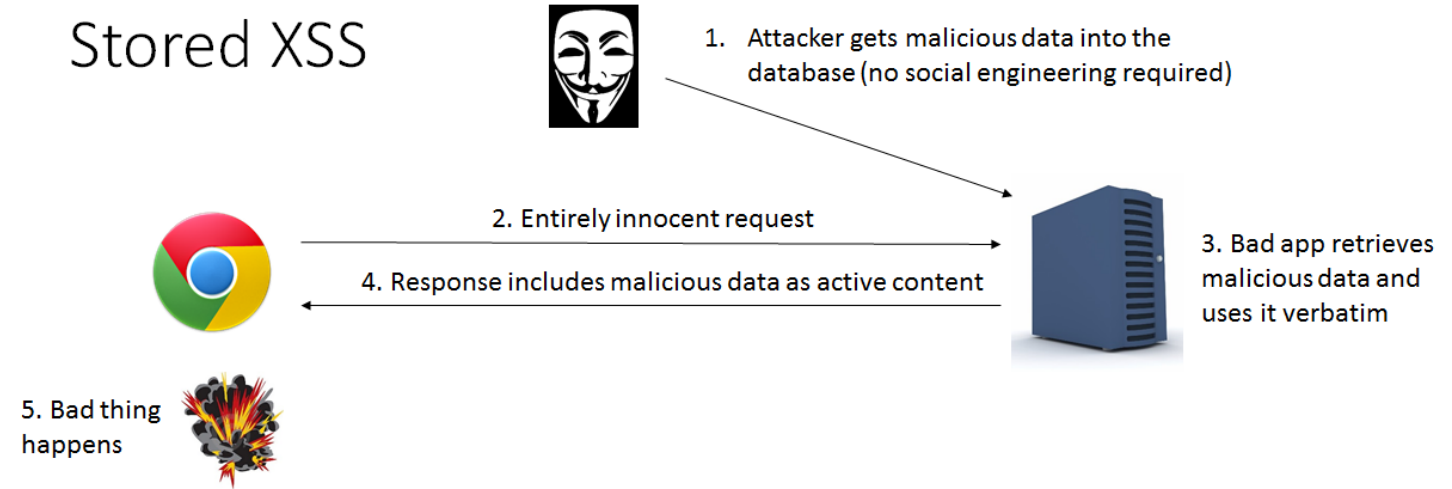 Stored XSS
1. Attacker gets malicious data into the
database (no social engineering required)
2. Entirely innocent request
3. Bad app retrieves
malicious data and
uses it verbatim
4. Response includes malicious data as active content
5. Bad thing
happens